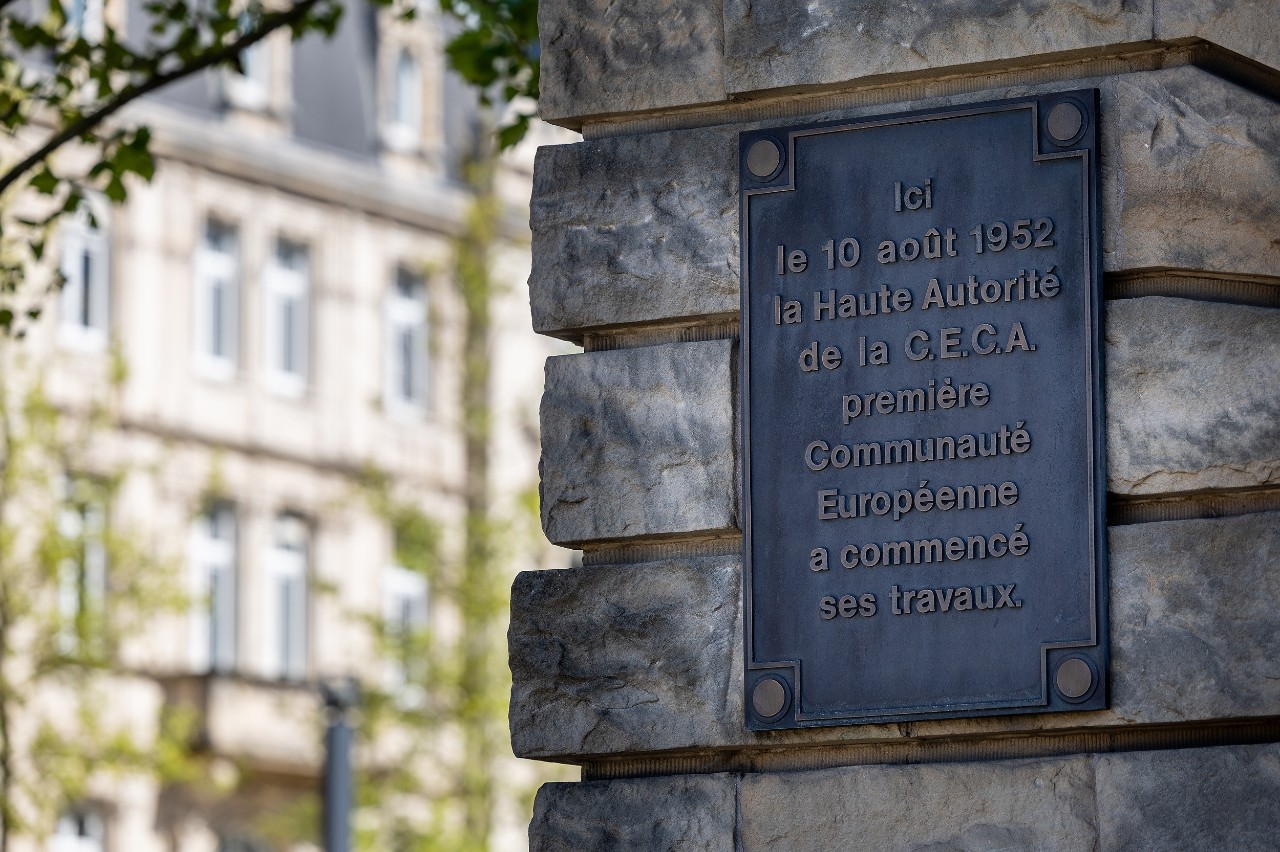 Ici
le 10 août 1952
la Haute Autorité
de la C.E.C.A.
première
Communauté
Européenne
a commencé
ses travaux.